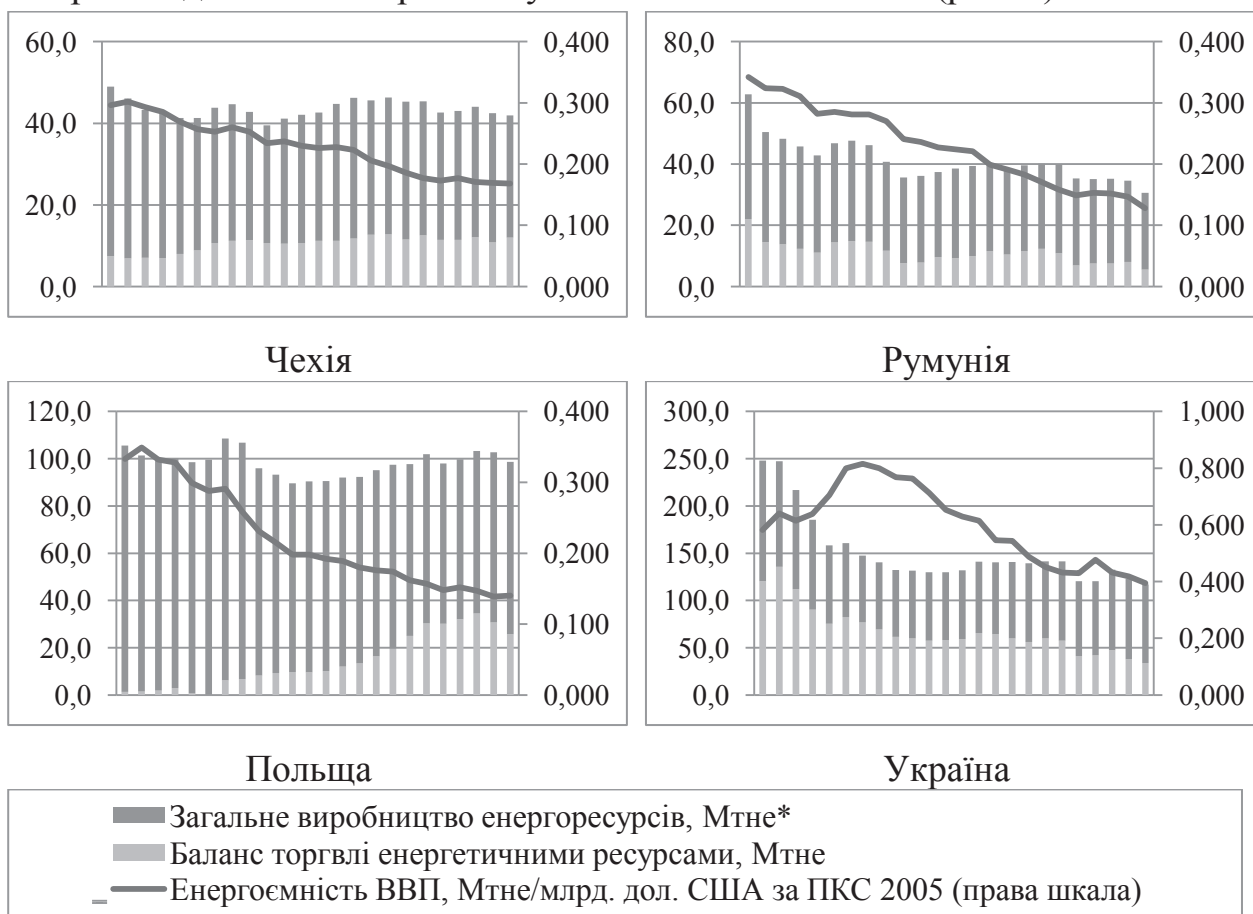 60,0 0,400 80,0 0,400
40,0 0,300 60,0 0,300
0,200 40,0 0,200
20,0 0,100 20,0 0,100
0,0 0,000 0,0 0,000
Чехія Румунія
120,0 0,400 300,0 1,000
100,0 0,300 250,0 0,800
80,0 200,0 0,600
60,0 0,200 150,0
40,0 0,100 100,0 0,400
20,0 50,0 0,200
0,0 0,000 0,0 0,000
Польща Україна
Загальне виробництво енергоресурсів, Мтне*
Баланс торгвлі енергетичними ресурсами, Мтне
Енергоємність ВВП, Мтне/млрд. дол. США за ПКС 2005 (права шкала)